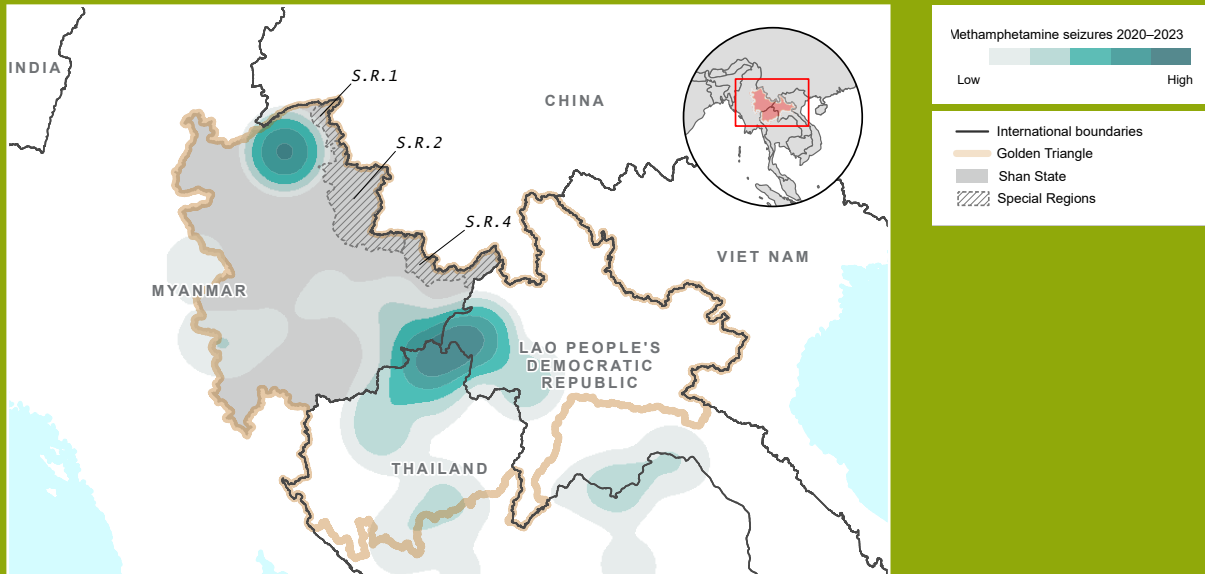 INDIA
S.R.1
CHINA
S.R.2
S.R.4
VIET NAM
MYANMAR
LAO PEOPLE'S
DEMOCRATIC
REPUBLIC
THAILAND
Methamphetamine seizures 2020–2023
Low
High
International boundaries
Golden Triangle
Shan State
Special Regions